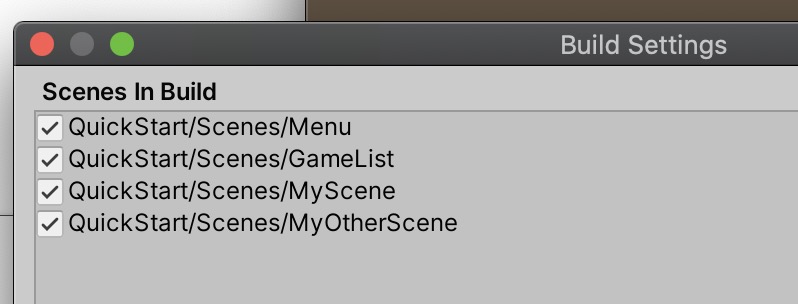 Build Settings
Scenes In Build
QuickStart/Scenes/Menu
QuickStart/Scenes/GameList
QuickStart/Scenes/MyScene
QuickStart/Scenes/MyOtherScene